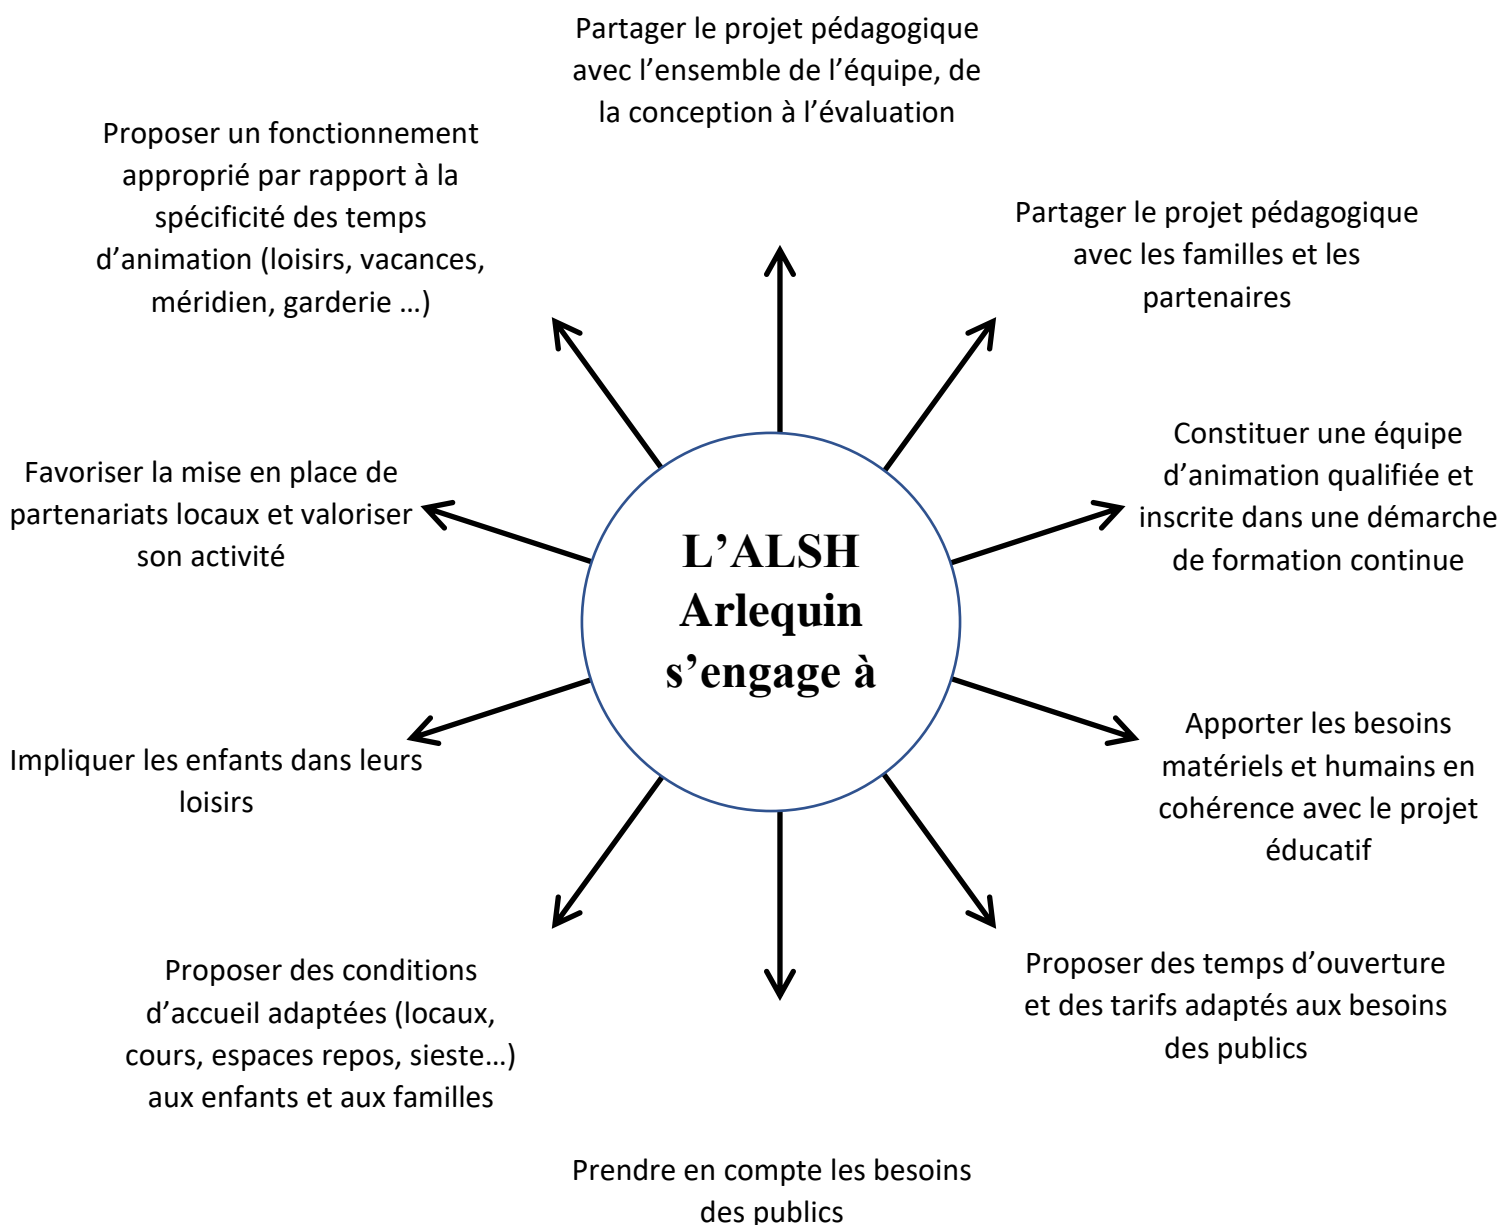 Partager le projet pédagogique
avec l’ensemble de l’équipe, de
la conception à l’évaluation
Proposer un fonctionnement
approprié par rapport à la
spécificité des temps
d’animation (loisirs, vacances,
méridien, garderie …)
Partager le projet pédagogique
avec les familles et les
partenaires
Favoriser la mise en place de
partenariats locaux et valoriser
son activité
L’ALSH
Arlequin
s’engage à
Constituer une équipe
d’animation qualifiée et
inscrite dans une démarche
de formation continue
Impliquer les enfants dans leurs
loisirs
Apporter les besoins
matériels et humains en
cohérence avec le projet
éducatif
Proposer des conditions
d’accueil adaptées (locaux,
cours, espaces repos, sieste…)
aux enfants et aux familles
Proposer des temps d’ouverture
et des tarifs adaptés aux besoins
des publics
Prendre en compte les besoins
des publics